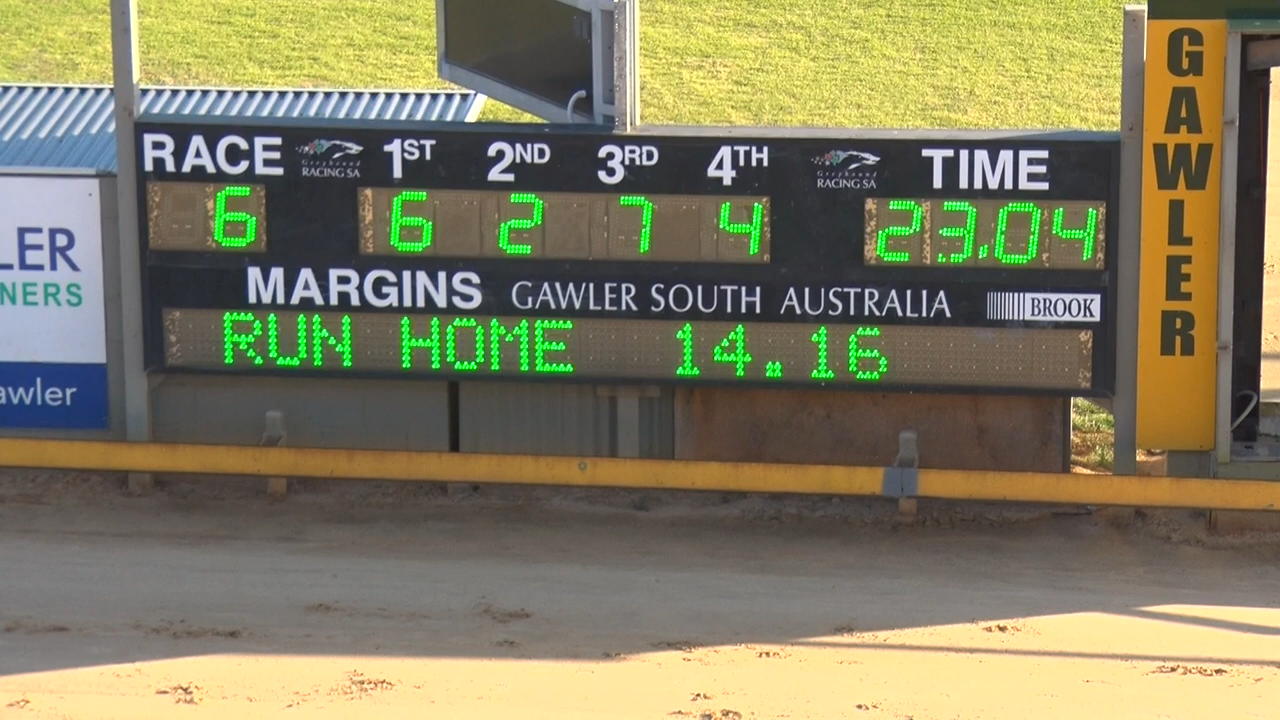 RACE Greyhound RACING SA 1ST 2ND 3RD 4TH Greyhound RACING SA TIME
6 6 2 7 4 23.04
MARGINS GAWLER SOUTH AUSTRALIA BROOK
RUN HOME 14.16
LER
NERS
awler
GAWLER